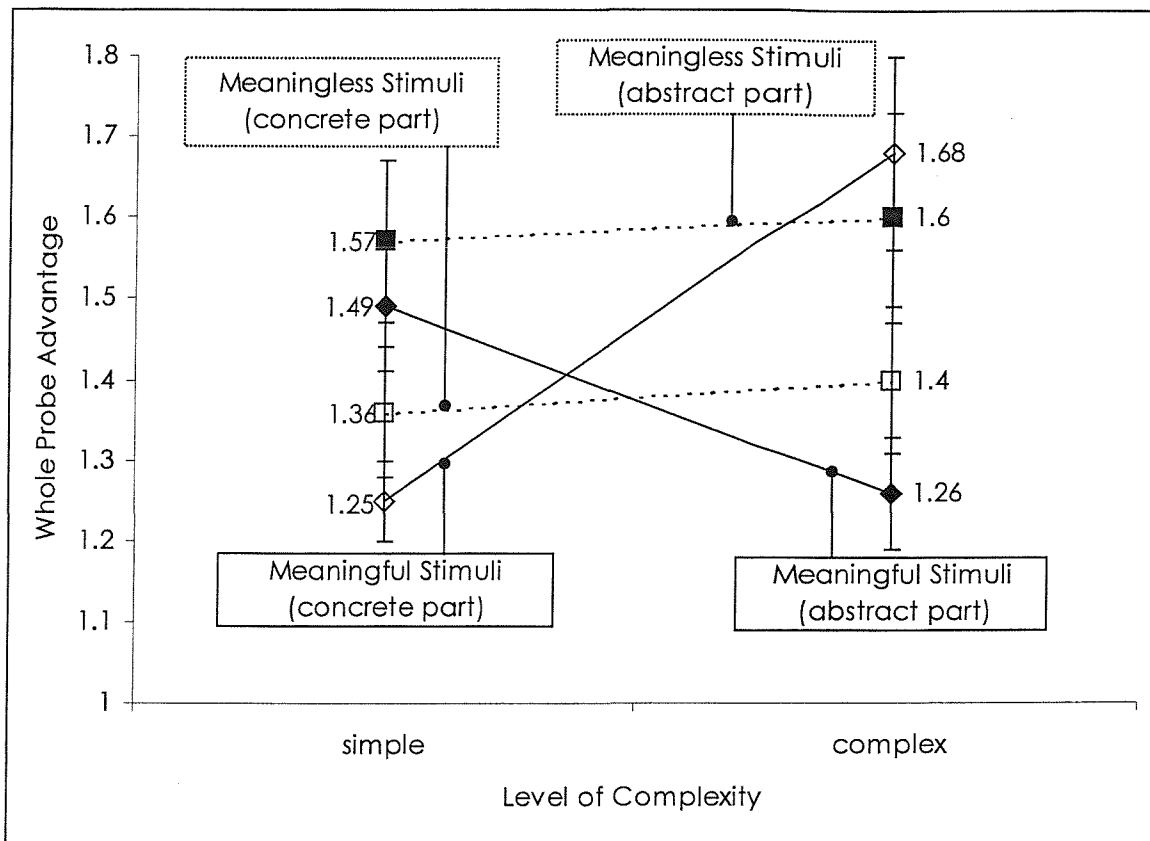 1.8
1.7
1.6
1.5
1.4
1.3
1.2
1.1
1
Whole Probe Advantage
Meaningless Stimuli
(concrete part)
Meaningless Stimuli
(abstract part)
1.57
1.49
1.36
1.25
1.68
1.6
1.4
1.26
Meaningful Stimuli
(concrete part)
Meaningful Stimuli
(abstract part)
simple
complex
Level of Complexity